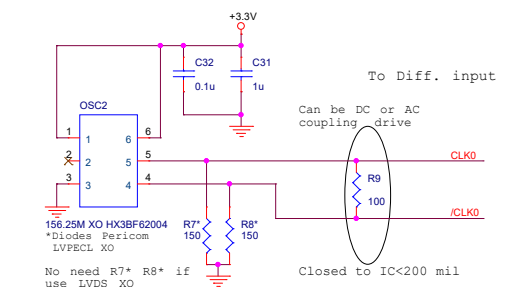 +3.3V
C32
0.1u
C31
1u
To Diff. input
OSC2
Can be DC or AC
coupling drive
1
1
6
6
2
2
5
5
3
3
4
4
CLK0
R9
100
/CLK0
156.25M XO HX3BF62004
*Diodes Pericom
LVPECL XO
R7*
150
R8*
150
No need R7* R8* if
use LVDS XO
Closed to IC<200 mil